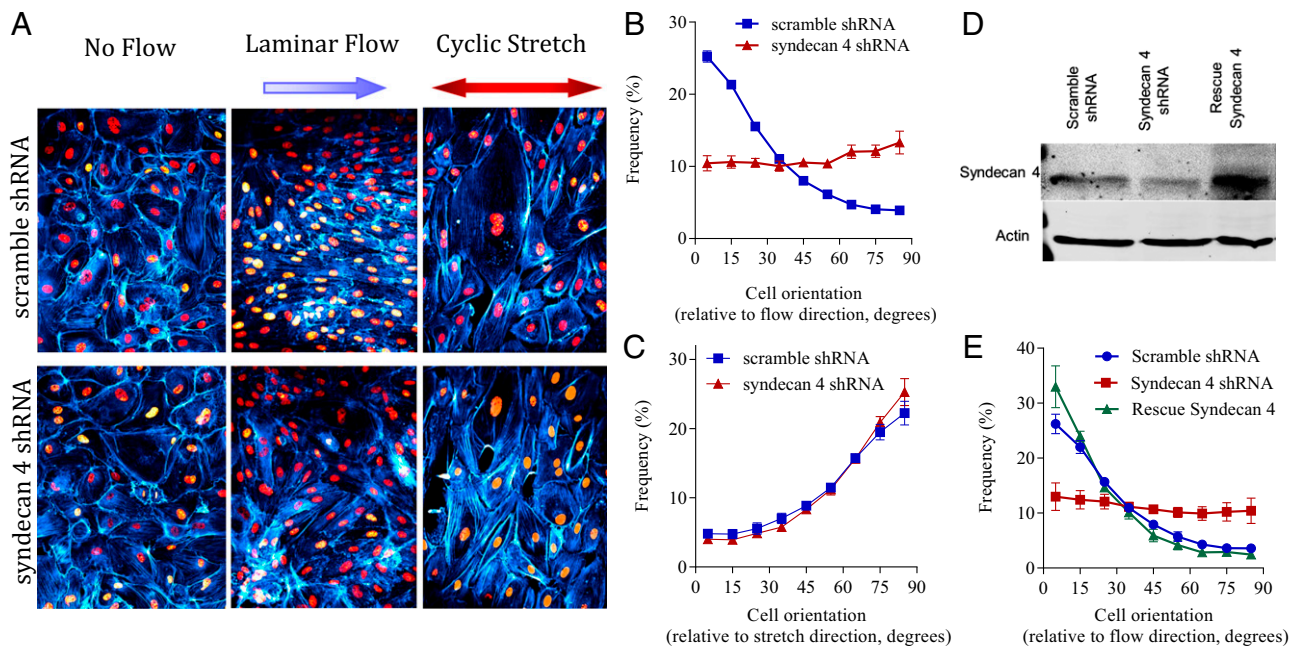 A
No Flow
Laminar Flow
Cyclic Stretch
scramble shRNA
syndecan 4 shRNA
B
scramble shRNA
syndecan 4 shRNA
Frequency (%)
30
20
10
0
0 15 30 45 60 75 90
Cell orientation
(relative to flow direction, degrees)
C
scramble shRNA
syndecan 4 shRNA
Frequency (%)
30
20
10
0
0 15 30 45 60 75 90
Cell orientation
(relative to stretch direction, degrees)
D
Scramble
shRNA
Syndecan 4
shRNA
Rescue
Syndecan 4
Syndecan 4
Actin
E
Scramble shRNA
Syndecan 4 shRNA
Rescue Syndecan 4
Frequency (%)
40
30
20
10
0
0 15 30 45 60 75 90
Cell orientation
(relative to flow direction, degrees)